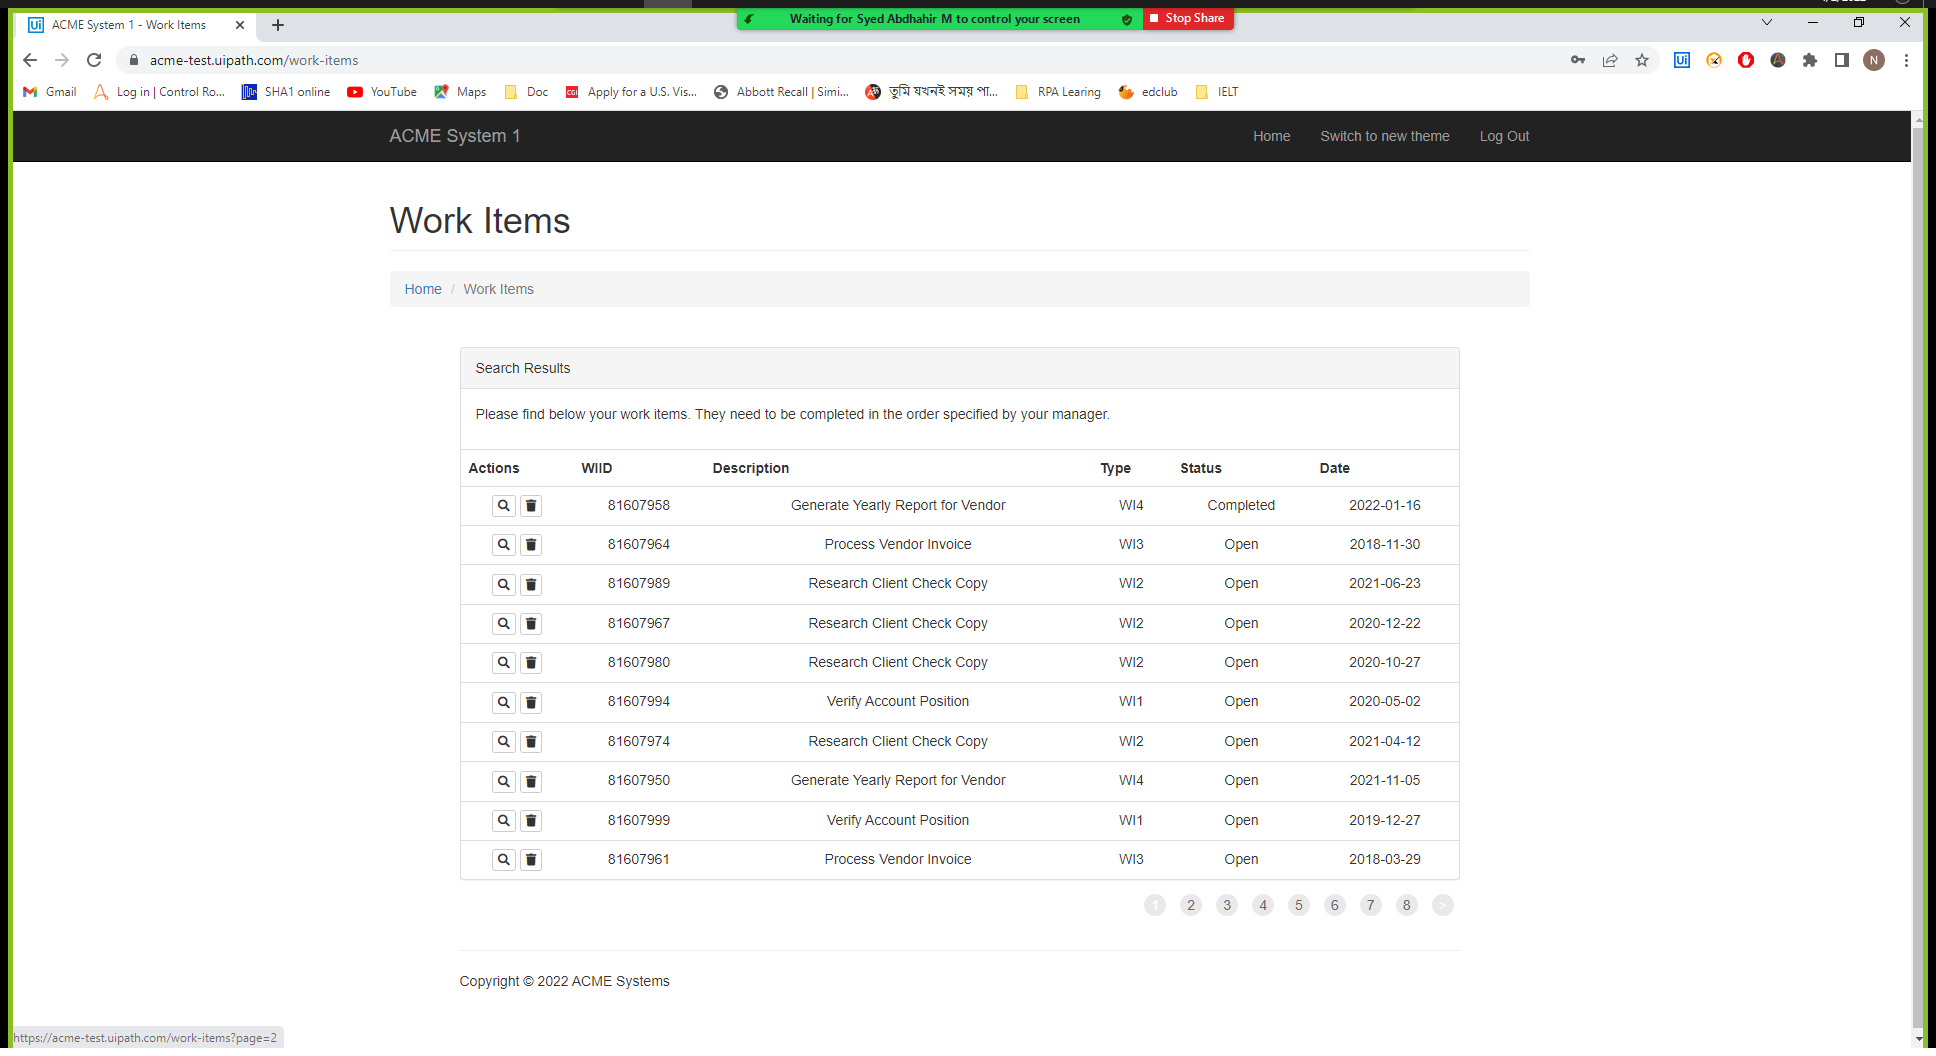 Waiting for Syed Abdhahir M to control your screen Stop Share
ACME System 1 - Work Items
acme-test.uipath.com/work-items
Ui N
Gmail Log in | Control Ro... SHA1 online YouTube Maps Doc Apply for a U.S. Vis... Abbott Recall | Simi... তুমি যখনই সময় পা... RPA Learing edclub IELT
ACME System 1 Home Switch to new theme Log Out
Work Items
Home / Work Items
Search Results
Please find below your work items. They need to be completed in the order specified by your manager.
Actions WIID Description Type Status Date
81607958 Generate Yearly Report for Vendor WI4 Completed 2022-01-16
81607964 Process Vendor Invoice WI3 Open 2018-11-30
81607989 Research Client Check Copy WI2 Open 2021-06-23
81607967 Research Client Check Copy WI2 Open 2020-12-22
81607980 Research Client Check Copy WI2 Open 2020-10-27
81607994 Verify Account Position WI1 Open 2020-05-02
81607974 Research Client Check Copy WI2 Open 2021-04-12
81607950 Generate Yearly Report for Vendor WI4 Open 2021-11-05
81607999 Verify Account Position WI1 Open 2019-12-27
81607961 Process Vendor Invoice WI3 Open 2018-03-29
1 2 3 4 5 6 7 8 >
Copyright © 2022 ACME Systems
https://acme-test.uipath.com/work-items?page=2